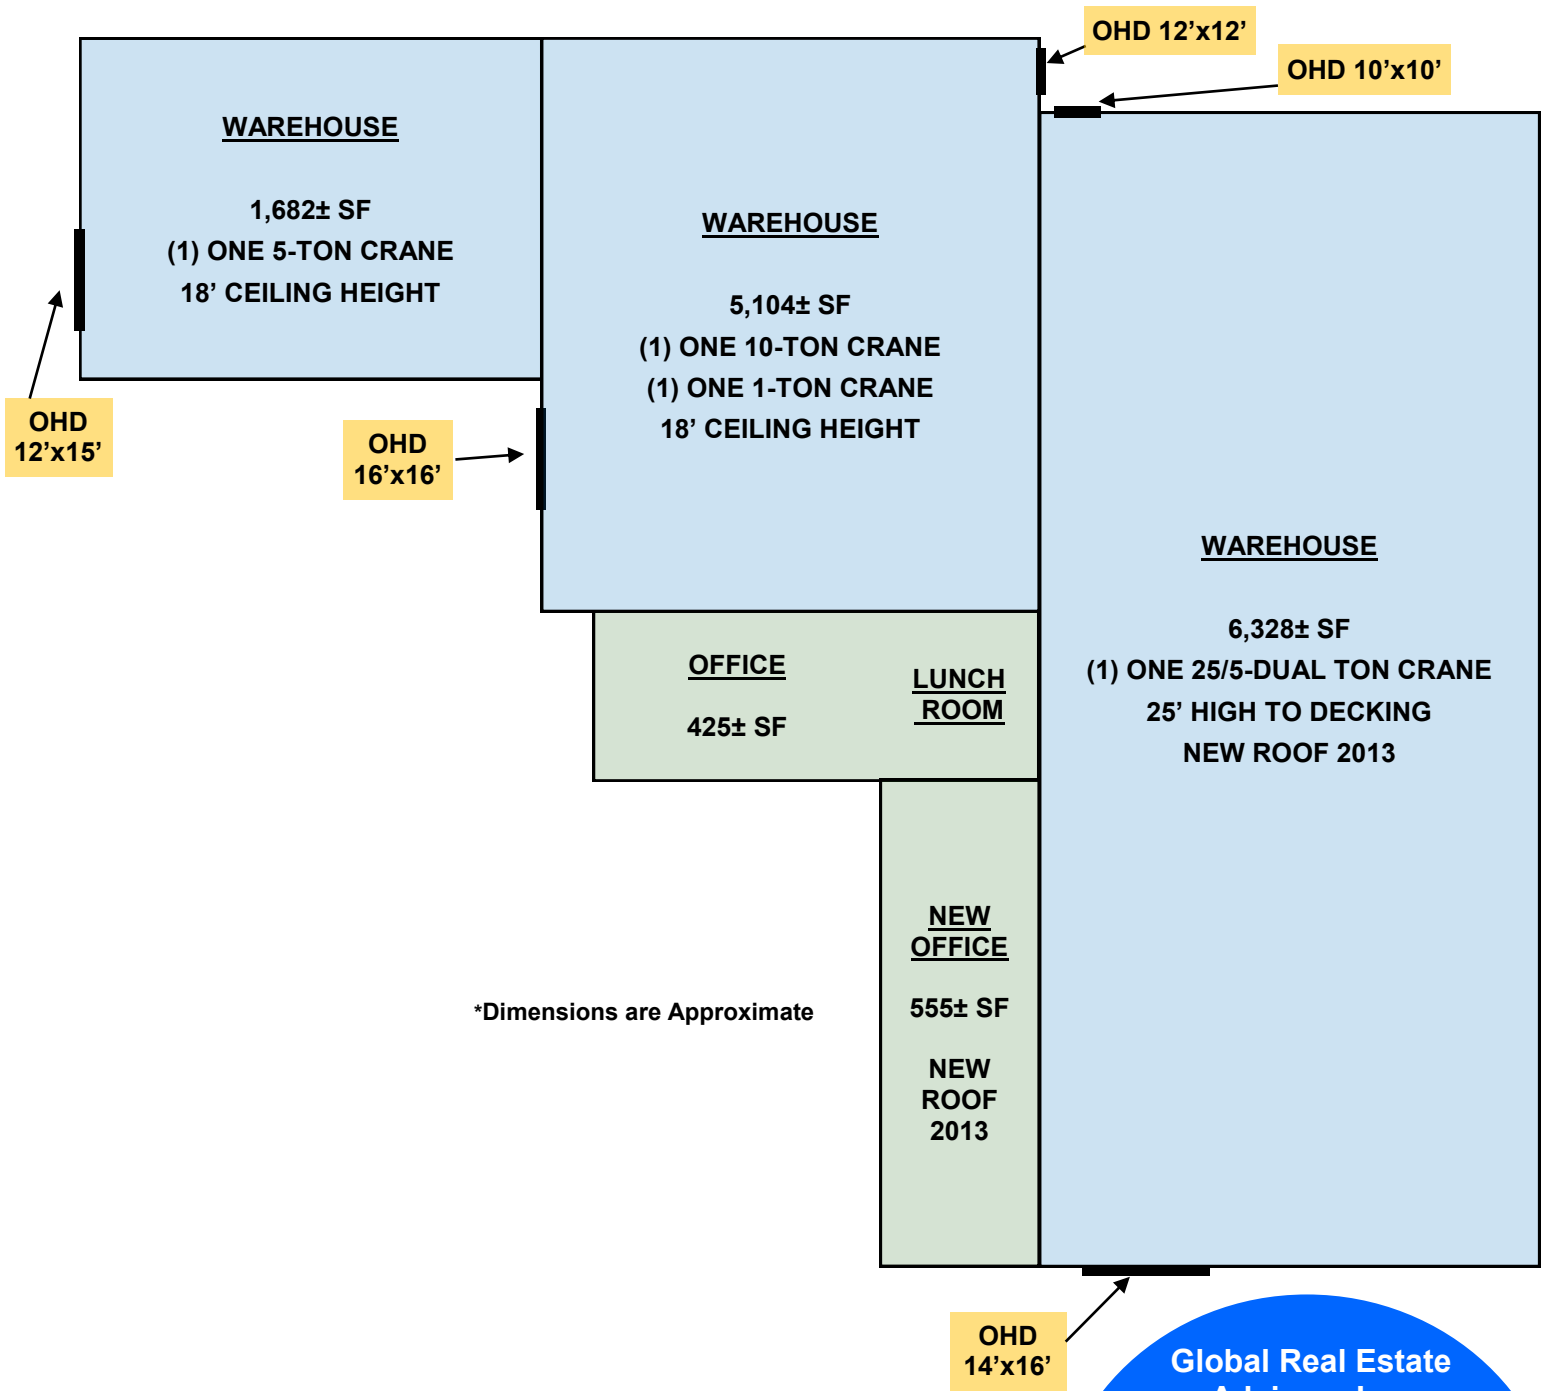 OHD 12’x12’
OHD 10’x10’
WAREHOUSE
1,682± SF
(1) ONE 5-TON CRANE
18’ CEILING HEIGHT
WAREHOUSE
5,104± SF
(1) ONE 10-TON CRANE
(1) ONE 1-TON CRANE
18’ CEILING HEIGHT
OHD
12’x15’
OHD
16’x16’
WAREHOUSE
6,328± SF
(1) ONE 25/5-DUAL TON CRANE
25’ HIGH TO DECKING
NEW ROOF 2013
OFFICE
425± SF
LUNCH
ROOM
NEW
OFFICE
555± SF
NEW
ROOF
2013
*Dimensions are Approximate
OHD
14’x16’
Global Real Estate